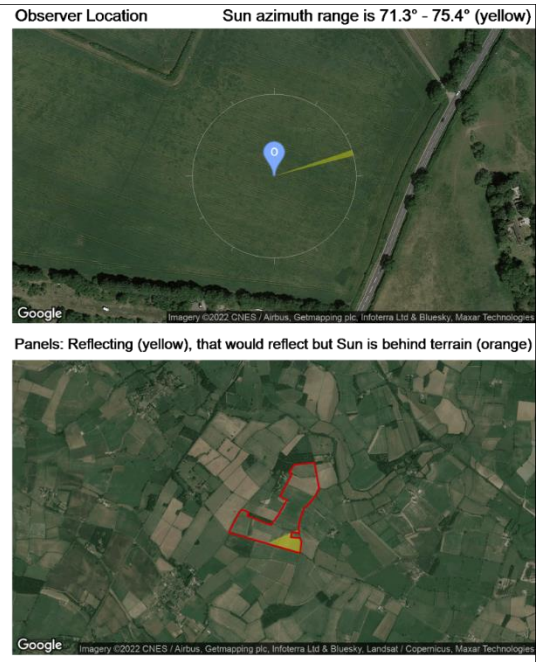 Observer Location
Sun azimuth range is 71.3° - 75.4° (yellow)
0
Google
Imagery ©2022 CNES / Airbus, Getmapping plc, Infoterra Ltd & Bluesky, Maxar Technologies
Panels: Reflecting (yellow), that would reflect but Sun is behind terrain (orange)
Google
Imagery ©2022 CNES / Airbus, Getmapping plc, Infoterra Ltd & Bluesky, Landsat / Copernicus, Maxar Technologies